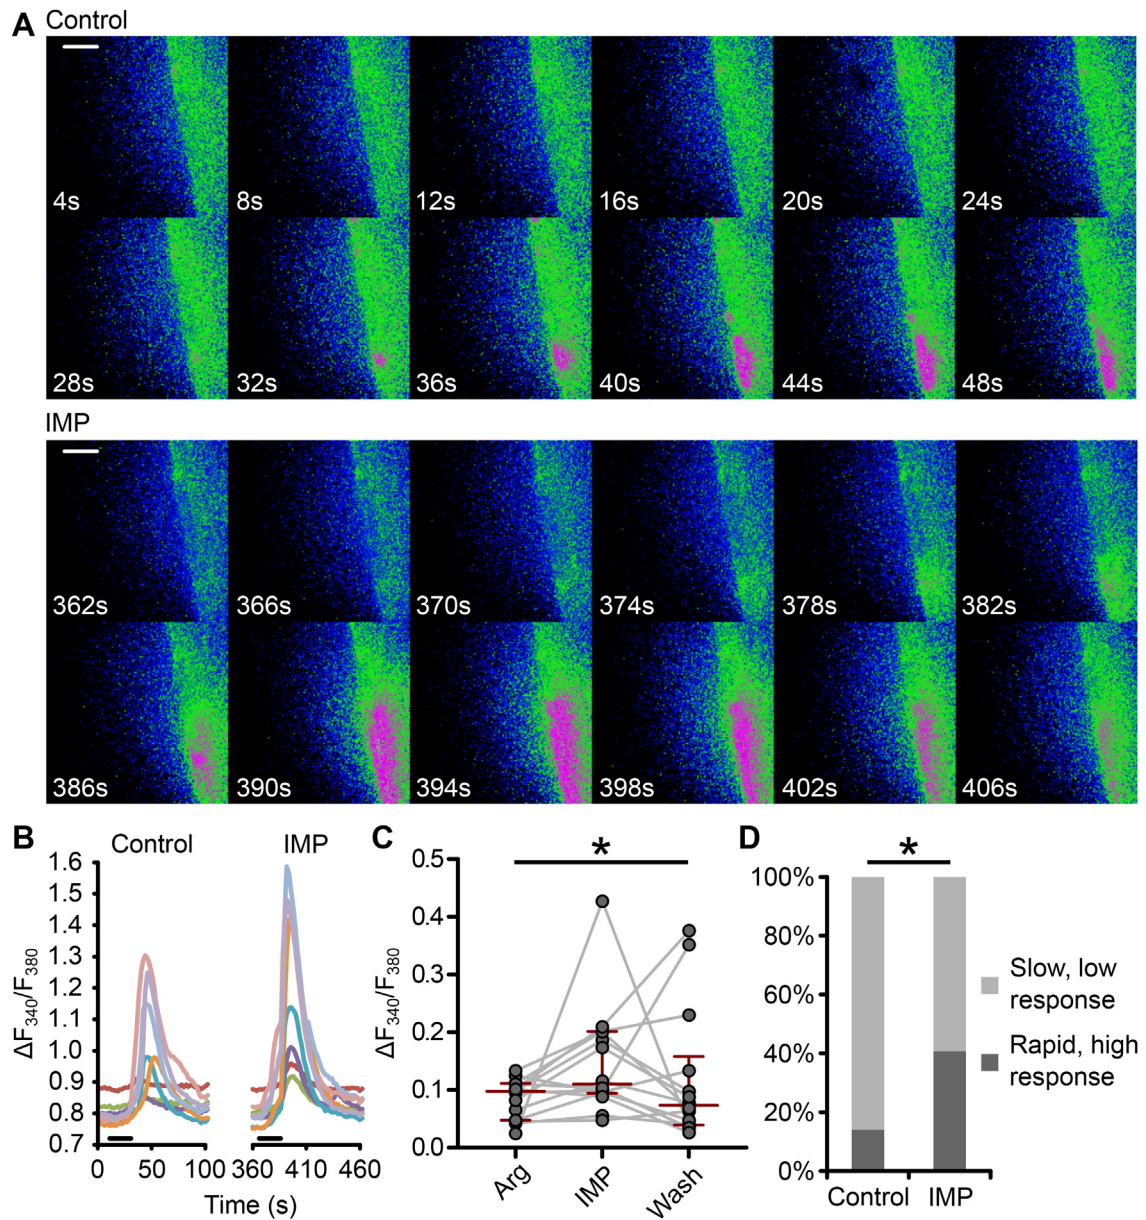 A
Control
4s 8s 12s 16s 20s 24s
28s 32s 36s 40s 44s 48s
IMP
362s 366s 370s 374s 378s 382s
386s 390s 394s 398s 402s 406s
B
Control IMP
ΔF340/F380
1.6
1.5
1.4
1.3
1.2
1.1
1.0
0.9
0.8
0.7
0 50 100 360 410 460
Time (s)
C
*
ΔF340/F380
0.5
0.4
0.3
0.2
0.1
0.0
Arg IMP Wash
D
*
100%
80%
60%
40%
20%
0%
Control IMP
Slow, low
response
Rapid, high
response